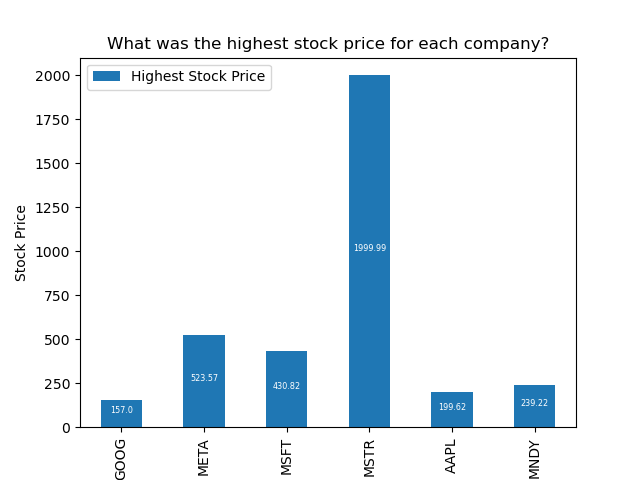 What was the highest stock price for each company?
Highest Stock Price
Stock Price
2000
1750
1500
1250
1000
750
500
250
0
157.0
523.57
430.82
1999.99
199.62
239.22
GOOG
META
MSFT
MSTR
AAPL
MNDY